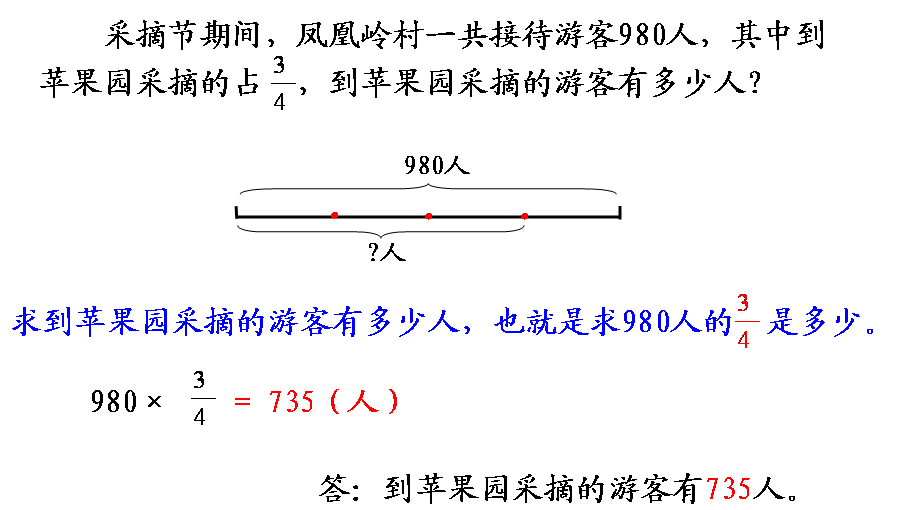 采摘节期间，凤凰岭村一共接待游客980人，其中到
苹果园采摘的占3/4，到苹果园采摘的游客有多少人？
980人
?人
求到苹果园采摘的游客有多少人，也就是求980人的3/4是多少。
980 × 3/4 = 735（人）
答：到苹果园采摘的游客有735人。